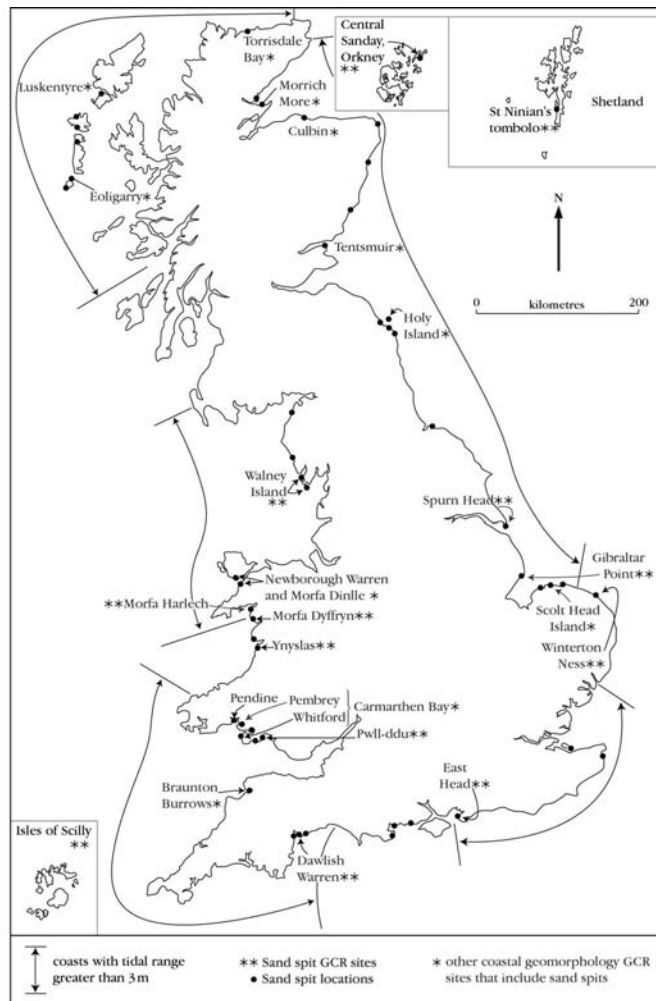 Torrisdale
Bay*
Central
Sanday,
Orkney
**
St Ninian's
tombolo**
Shetland
Luskentyre*
Morrich
More*
Culbin*
Eoligarry*
Tentsmuir*
N
0 kilometres 200
Holy
Island*
Walney
Island
**
Spurn Head**
Gibraltar
Point**
Newborough Warren
and Morfa Dinlle *
**Morfa Harlech
Morfa Dyffryn**
Scolt Head
Island*
Ynyslas**
Winterton
Ness**
Pendine
Pembrey
Whitford
Carmarthen Bay*
Pwll-ddu**
Braunton
Burrows*
East
Head**
Isles of Scilly
**
Dawlish
Warren**
coasts with tidal range
greater than 3m
** Sand spit GCR sites
• Sand spit locations
* other coastal geomorphology GCR
sites that include sand spits